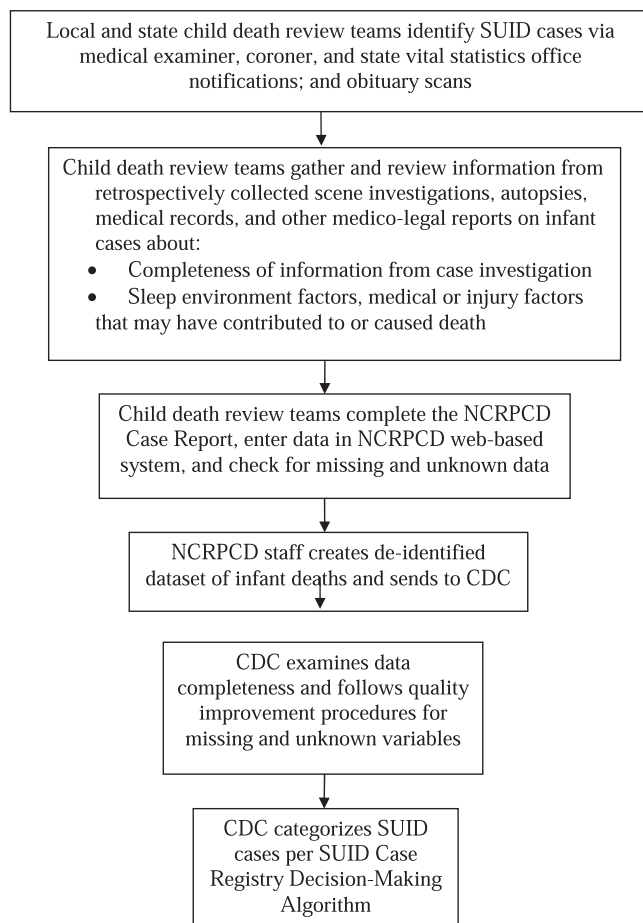 Local and state child death review teams identify SUID cases via
medical examiner, coroner, and state vital statistics office
notifications; and obituary scans
Child death review teams gather and review information from
retrospectively collected scene investigations, autopsies,
medical records, and other medico-legal reports on infant
cases about:
• Completeness of information from case investigation
• Sleep environment factors, medical or injury factors
that may have contributed to or caused death
Child death review teams complete the NCRPCD
Case Report, enter data in NCRPCD web-based
system, and check for missing and unknown data
NCRPCD staff creates de-identified
dataset of infant deaths and sends to CDC
CDC examines data
completeness and follows quality
improvement procedures for
missing and unknown variables
CDC categorizes SUID
cases per SUID Case
Registry Decision-Making
Algorithm